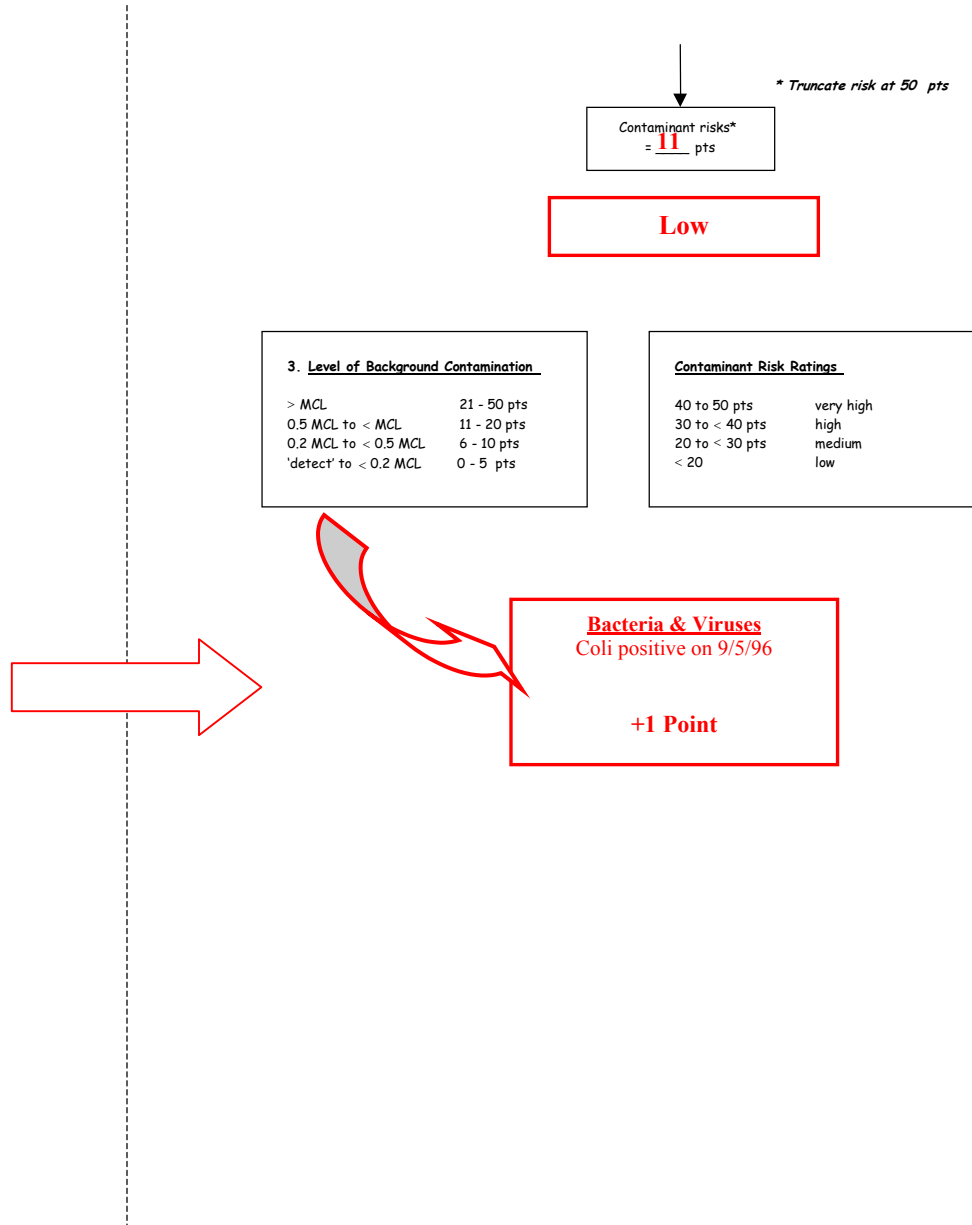 * Truncate risk at 50 pts
Contaminant risks*
= 11 pts
Low
3. Level of Background Contamination
> MCL 21 - 50 pts
0.5 MCL to < MCL 11 - 20 pts
0.2 MCL to < 0.5 MCL 6 - 10 pts
'detect' to < 0.2 MCL 0 - 5 pts
Contaminant Risk Ratings
40 to 50 pts very high
30 to < 40 pts high
20 to < 30 pts medium
< 20 low
Bacteria & Viruses
Coli positive on 9/5/96
+1 Point